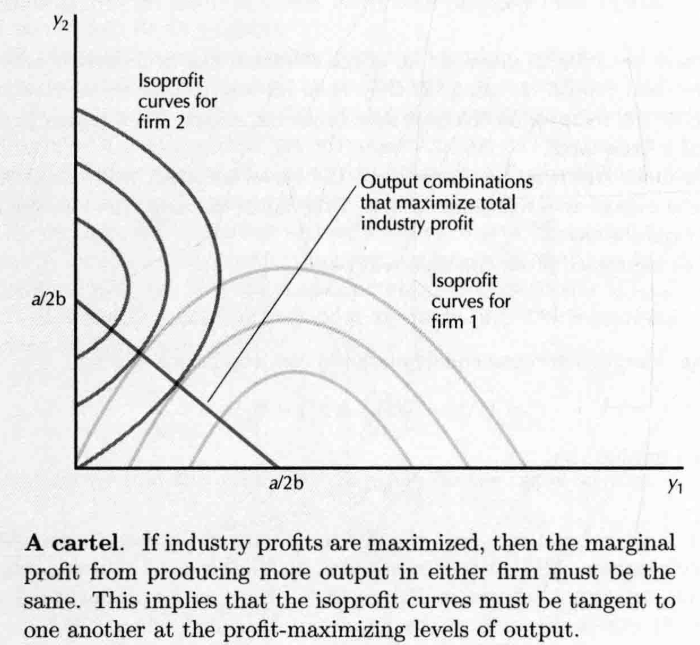 y₂
Isoprofit
curves for
firm 2
Output combinations
that maximize total
industry profit
Isoprofit
curves for
firm 1
a/2b
a/2b
y₁
A cartel. If industry profits are maximized, then the marginal
profit from producing more output in either firm must be the
same. This implies that the isoprofit curves must be tangent to
one another at the profit-maximizing levels of output.